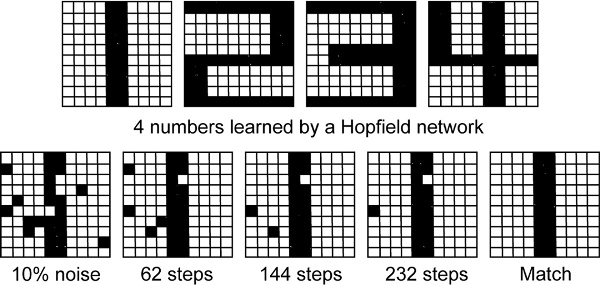 4 numbers learned by a Hopfield network
10% noise
62 steps
144 steps
232 steps
Match